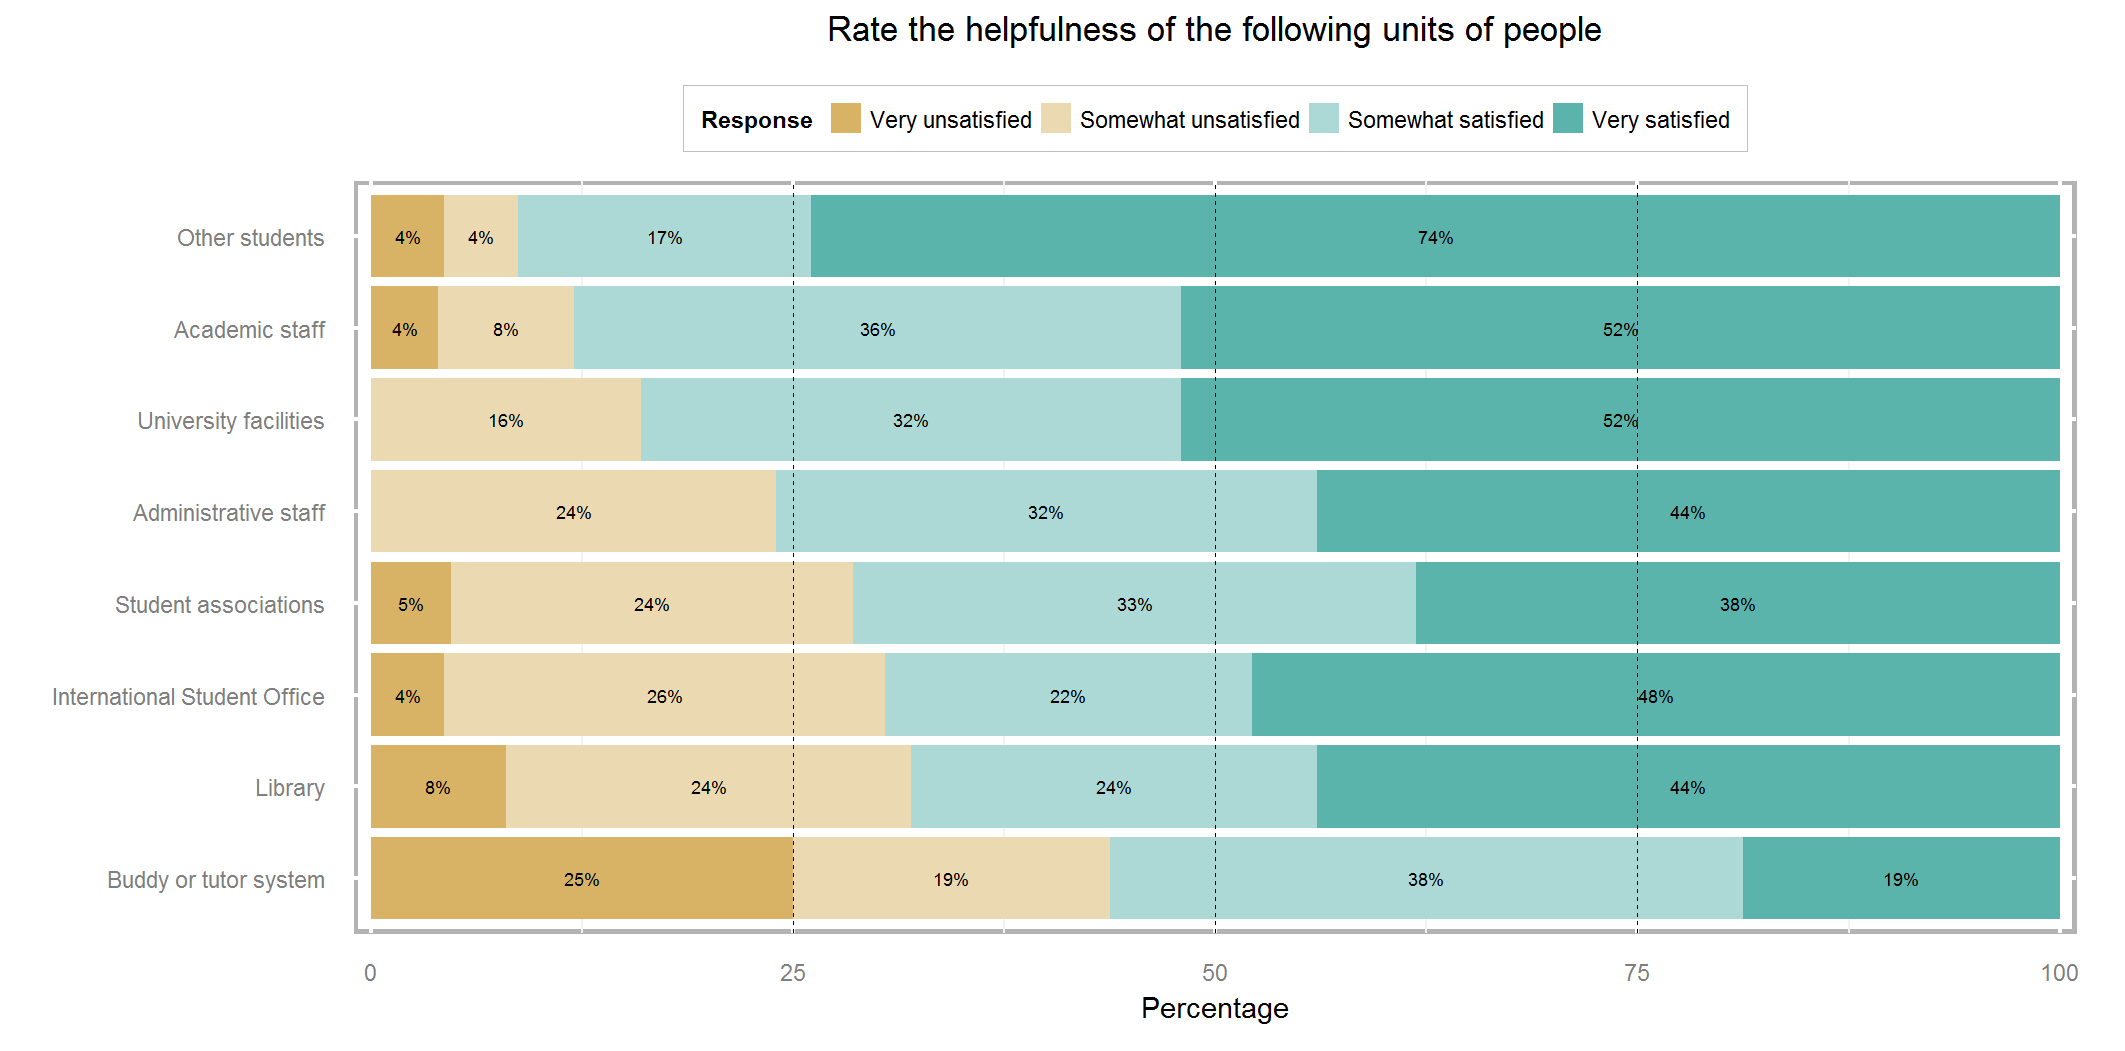 Rate the helpfulness of the following units of people
Response Very unsatisfied Somewhat unsatisfied Somewhat satisfied Very satisfied
Other students 4% 4% 17% 74%
Academic staff 4% 8% 36% 52%
University facilities 16% 32% 52%
Administrative staff 24% 32% 44%
Student associations 5% 24% 33% 38%
International Student Office 4% 26% 22% 48%
Library 8% 24% 24% 44%
Buddy or tutor system 25% 19% 38% 19%
0 25 50 75 100
Percentage